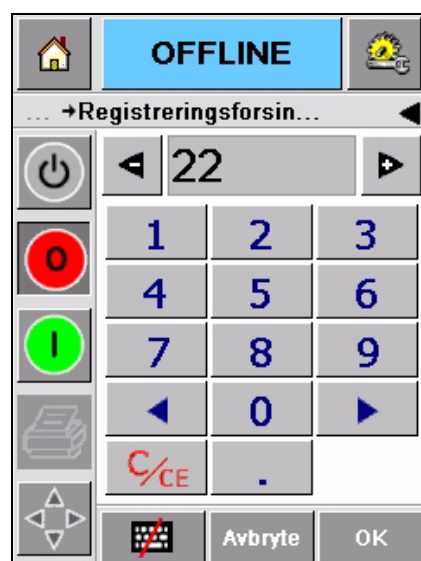 OFFLINE
... →Registreringsforsin...
22
1 2 3
4 5 6
7 8 9
0
C/CE .
Avbryte OK